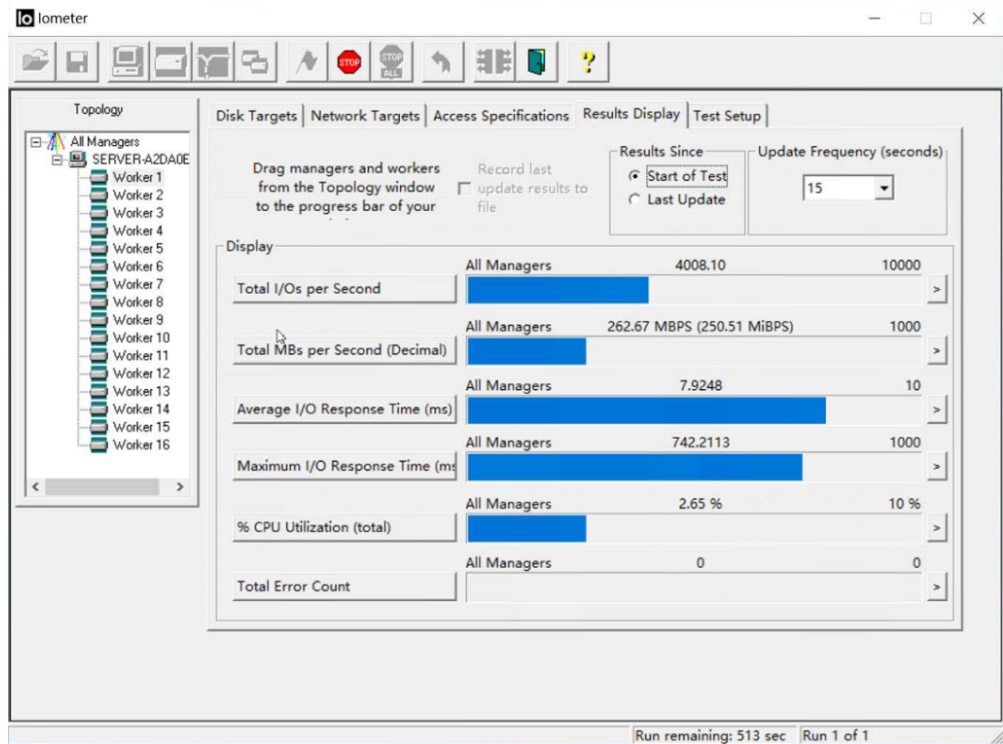 Iometer
STOP
STOP
ALL
Topology
All Managers
SERVER-A2DA0E
Worker 1
Worker 2
Worker 3
Worker 4
Worker 5
Worker 6
Worker 7
Worker 8
Worker 9
Worker 10
Worker 11
Worker 12
Worker 13
Worker 14
Worker 15
Worker 16
Disk Targets Network Targets Access Specifications Results Display Test Setup
Drag managers and workers
from the Topology window
to the progress bar of your
Record last
update results to
file
Results Since
Start of Test
Last Update
Update Frequency (seconds)
15
Display
All Managers 4008.10 10000
Total I/Os per Second >
All Managers 262.67 MBPS (250.51 MiBPS) 1000
Total MBs per Second (Decimal) >
All Managers 7.9248 10
Average I/O Response Time (ms) >
All Managers 742.2113 1000
Maximum I/O Response Time (ms >
All Managers 2.65 % 10 %
% CPU Utilization (total) >
All Managers 0 0
Total Error Count >
Run remaining: 513 sec Run 1 of 1